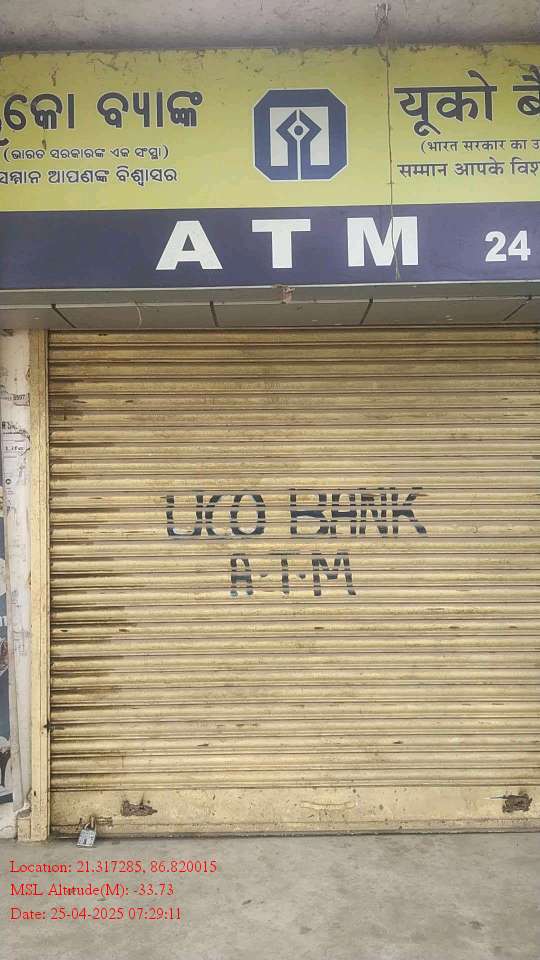 ୟୁକୋ ବ୍ୟାଙ୍କ
(ଭାରତ ସରକାରଙ୍କ ଏକ ସଂସ୍ଥା)
ସମ୍ମାନ ଆପଣଙ୍କ ବିଶ୍ୱାସର
यूको
(भारत सरकार का
सम्मान आपके
ATM 24
UCO BANK
A.T.M
Life
Location: 21.317285, 86.820015
MSL Altitude(M): -33.73
Date: 25-04-2025 07:29:11